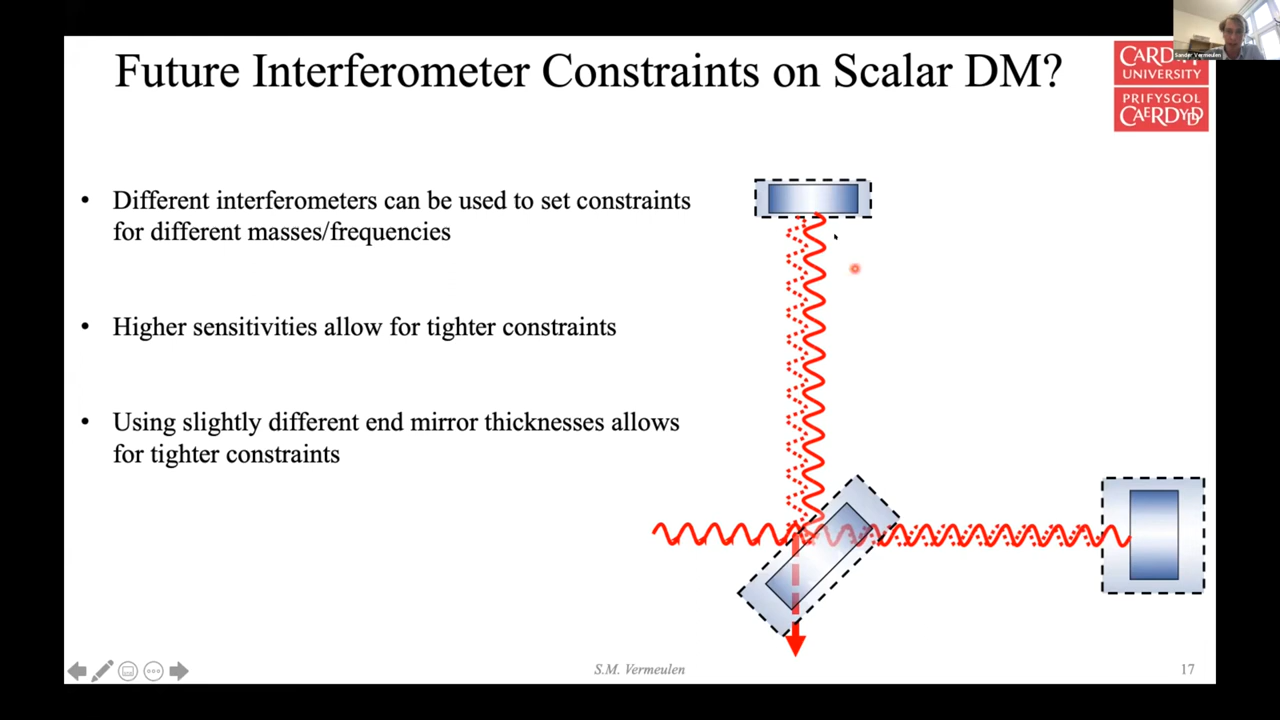 Sander Vermeulen
Future Interferometer Constraints on Scalar DM?
UNIVERSITY
PRIFYSGOL
CAERDYDD
• Different interferometers can be used to set constraints
for different masses/frequencies
• Higher sensitivities allow for tighter constraints
• Using slightly different end mirror thicknesses allows
for tighter constraints
S.M. Vermeulen
17